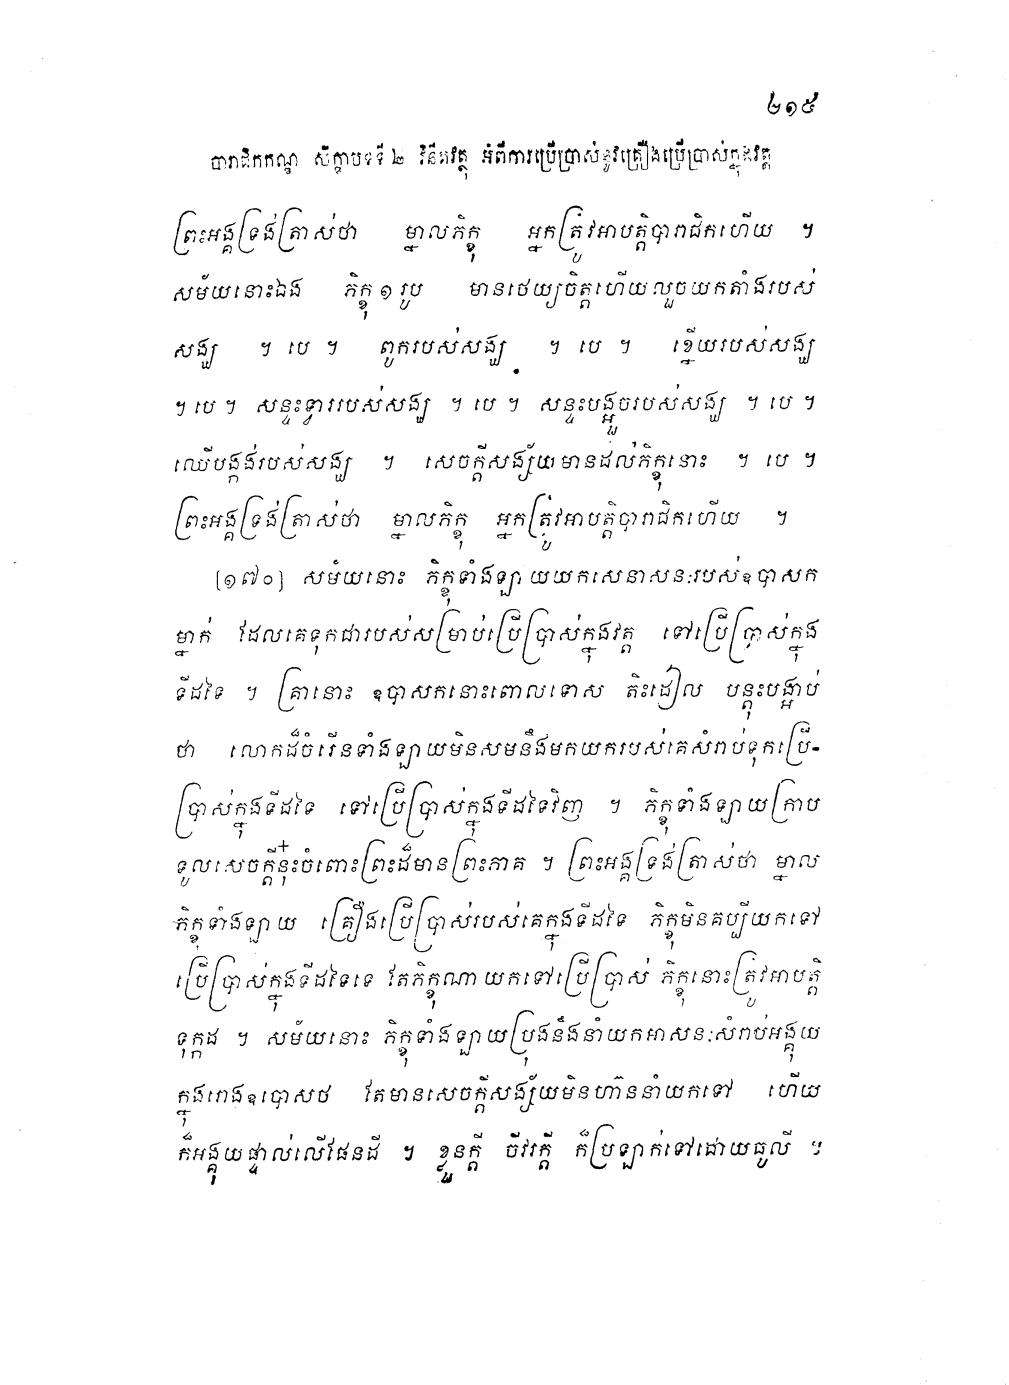 ២១៥
បារាជិកកណ្ឌ សិក្ខាបទទី ២ វិនីតវត្ថុ អំពីការប្រើប្រាស់នូវគ្រឿងប្រើប្រាស់ក្នុងវត្ត
ព្រះអង្គទ្រង់ត្រាស់ថា ម្នាលភិក្ខុ អ្នកត្រូវអាបត្តិបារាជិកហើយ ។
សម័យនោះឯង ភិក្ខុ ១ រូប មានថេយ្យចិត្តហើយលួចយកតាំងរបស់
សង្ឃ ។ បេ ។ ពូករបស់សង្ឃ ។ បេ ។ ខ្នើយរបស់សង្ឃ
។ បេ ។ សន្ទះទ្វាររបស់សង្ឃ ។ បេ ។ សន្ទះបង្អួចរបស់សង្ឃ ។ បេ ។
ឈើបង្កង់របស់សង្ឃ ។ សេចក្តីសង្ស័យមានដល់ភិក្ខុនោះ ។ បេ ។
ព្រះអង្គទ្រង់ត្រាស់ថា ម្នាលភិក្ខុ អ្នកត្រូវអាបត្តិបារាជិកហើយ ។
[១៧០] សម័យនោះ ភិក្ខុទាំងឡាយយកសេនាសនៈរបស់ឧបាសក
ម្នាក់ ដែលគេទុកជារបស់សម្រាប់ប្រើប្រាស់ក្នុងវត្ត ទៅប្រើប្រាស់ក្នុង
ទីដទៃ ។ គ្រានោះ ឧបាសកនោះពោលទោស តិះដៀល បន្តុះបង្អាប់
ថា លោកដ៏ចំរើនទាំងឡាយមិនសមនឹងមកយករបស់គេសំរាប់ទុកប្រើ-
ប្រាស់ក្នុងទីដទៃ ទៅប្រើប្រាស់ក្នុងទីដទៃវិញ ។ ភិក្ខុទាំងឡាយក្រាប
ទូលសេចក្តីនុ៎ះចំពោះព្រះដ៏មានព្រះភាគ ។ ព្រះអង្គទ្រង់ត្រាស់ថា ម្នាល
ភិក្ខុទាំងឡាយ គ្រឿងប្រើប្រាស់របស់គេក្នុងទីដទៃ ភិក្ខុមិនគប្បីយកទៅ
ប្រើប្រាស់ក្នុងទីដទៃទេ តែភិក្ខុណាយកទៅប្រើប្រាស់ ភិក្ខុនោះត្រូវអាបត្តិ
ទុក្កដ ។ សម័យនោះ ភិក្ខុទាំងឡាយប្រុងនឹងនាំយកអាសនៈសំរាប់អង្គុយ
ក្នុងរោងឧបោសថ តែមានសេចក្តីសង្ស័យមិនហ៊ាននាំយកទៅ ហើយ
ក៏អង្គុយផ្ទាល់លើផែនដី ។ ខ្លួនក្តី ចីវរក្តី ក៏ប្រឡាក់ទៅដោយធូលី ។